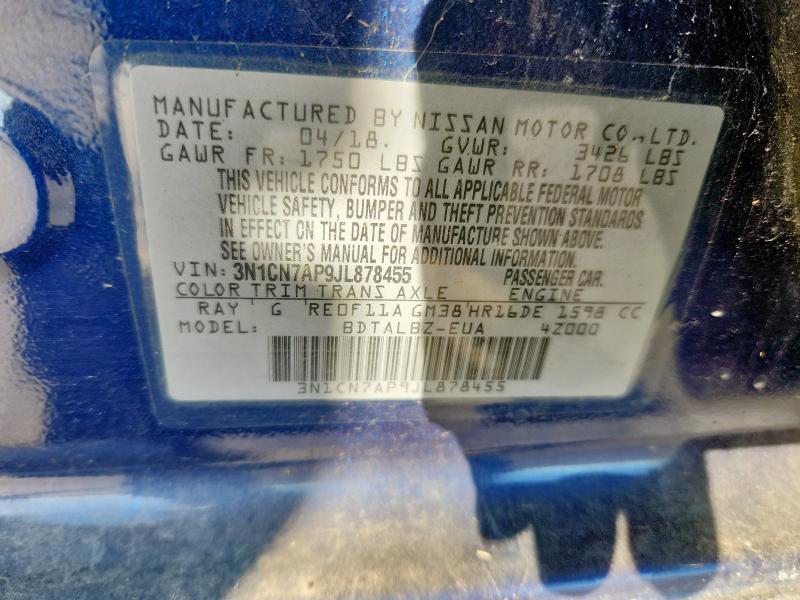 MANUFACTURED BY NISSAN MOTOR CO.,LTD.
DATE: 04/18. GVWR: 3426 LBS
GAWR FR: 1750 LBS GAWR RR: 1708 LBS
THIS VEHICLE CONFORMS TO ALL APPLICABLE FEDERAL MOTOR
VEHICLE SAFETY, BUMPER AND THEFT PREVENTION STANDARDS
IN EFFECT ON THE DATE OF MANUFACTURE SHOWN ABOVE.
SEE OWNER'S MANUAL FOR ADDITIONAL INFORMATION.
VIN: 3N1CN7AP9JL878455 PASSENGER CAR.
COLOR TRIM TRANS AXLE ENGINE
RAY ' G 'RE0F11A GM38'HR16DE 1598 CC
MODEL: BDTALBZ-EUA 4Z000
3N1CN7AP9JL878455